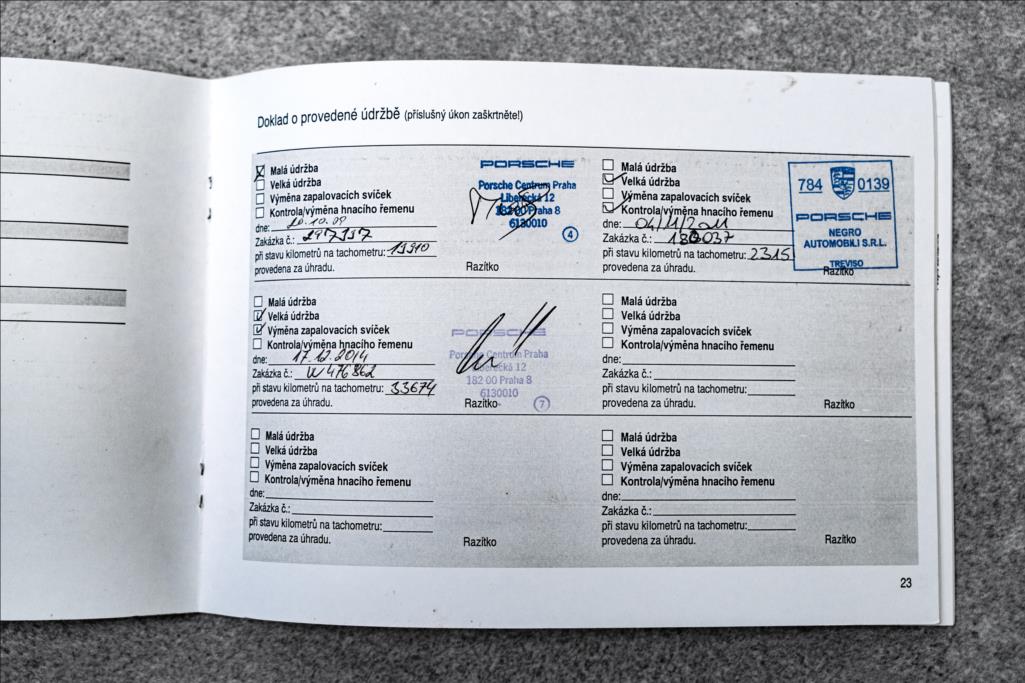 Doklad o provedené údržbě (příslušný úkon zaškrtněte!)
Malá údržba
Velká údržba
Výměna zapalovacích svíček
Kontrola/výměna hnacího řemenu
dne:
Zakázka č.: 297157
při stavu kilometrů na tachometru: 19910
provedena za úhradu.
Razítko
PORSCHE
Porsche Centrum Praha
Liberecká 12
182 00 Praha 8
6130010
4
Malá údržba
Velká údržba
Výměna zapalovacích svíček
Kontrola/výměna hnacího řemenu
dne: 04/11/2011
Zakázka č.:
při stavu kilometrů na tachometru: 2315
provedena za úhradu.
Razítko
784 0139
PORSCHE
NEGRO
AUTOMOBILI S.R.L.
TREVISO
Malá údržba
Velká údržba
Výměna zapalovacích svíček
Kontrola/výměna hnacího řemenu
dne: 17.12.2014
Zakázka č.: W476862
při stavu kilometrů na tachometru: 33674
provedena za úhradu.
Razítko
PORSCHE
Porsche Centrum Praha
Liberecká 12
182 00 Praha 8
6130010
7
Malá údržba
Velká údržba
Výměna zapalovacích svíček
Kontrola/výměna hnacího řemenu
dne:
Zakázka č.:
při stavu kilometrů na tachometru:
provedena za úhradu.
Razítko
Malá údržba
Velká údržba
Výměna zapalovacích svíček
Kontrola/výměna hnacího řemenu
dne:
Zakázka č.:
při stavu kilometrů na tachometru:
provedena za úhradu.
Razítko
Malá údržba
Velká údržba
Výměna zapalovacích svíček
Kontrola/výměna hnacího řemenu
dne:
Zakázka č.:
při stavu kilometrů na tachometru:
provedena za úhradu.
Razítko
23